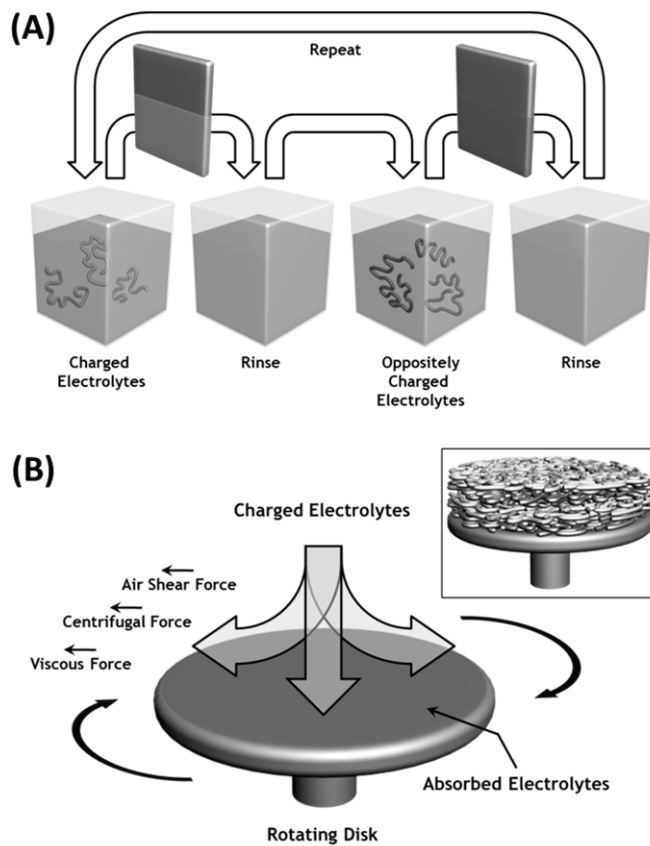 (A)
Repeat
Charged
Electrolytes
Rinse
Oppositely
Charged
Electrolytes
Rinse
(B)
Charged Electrolytes
Air Shear Force
Centrifugal Force
Viscous Force
Absorbed Electrolytes
Rotating Disk